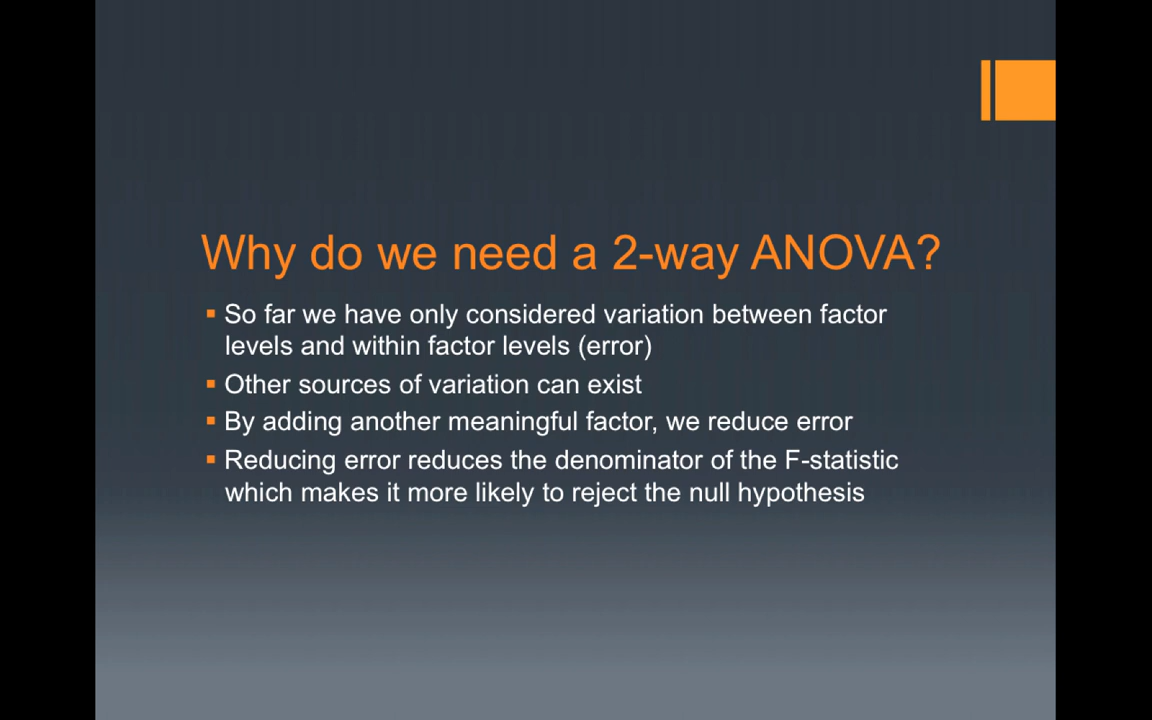 Why do we need a 2-way ANOVA?
▪ So far we have only considered variation between factor
levels and within factor levels (error)
▪ Other sources of variation can exist
▪ By adding another meaningful factor, we reduce error
▪ Reducing error reduces the denominator of the F-statistic
which makes it more likely to reject the null hypothesis